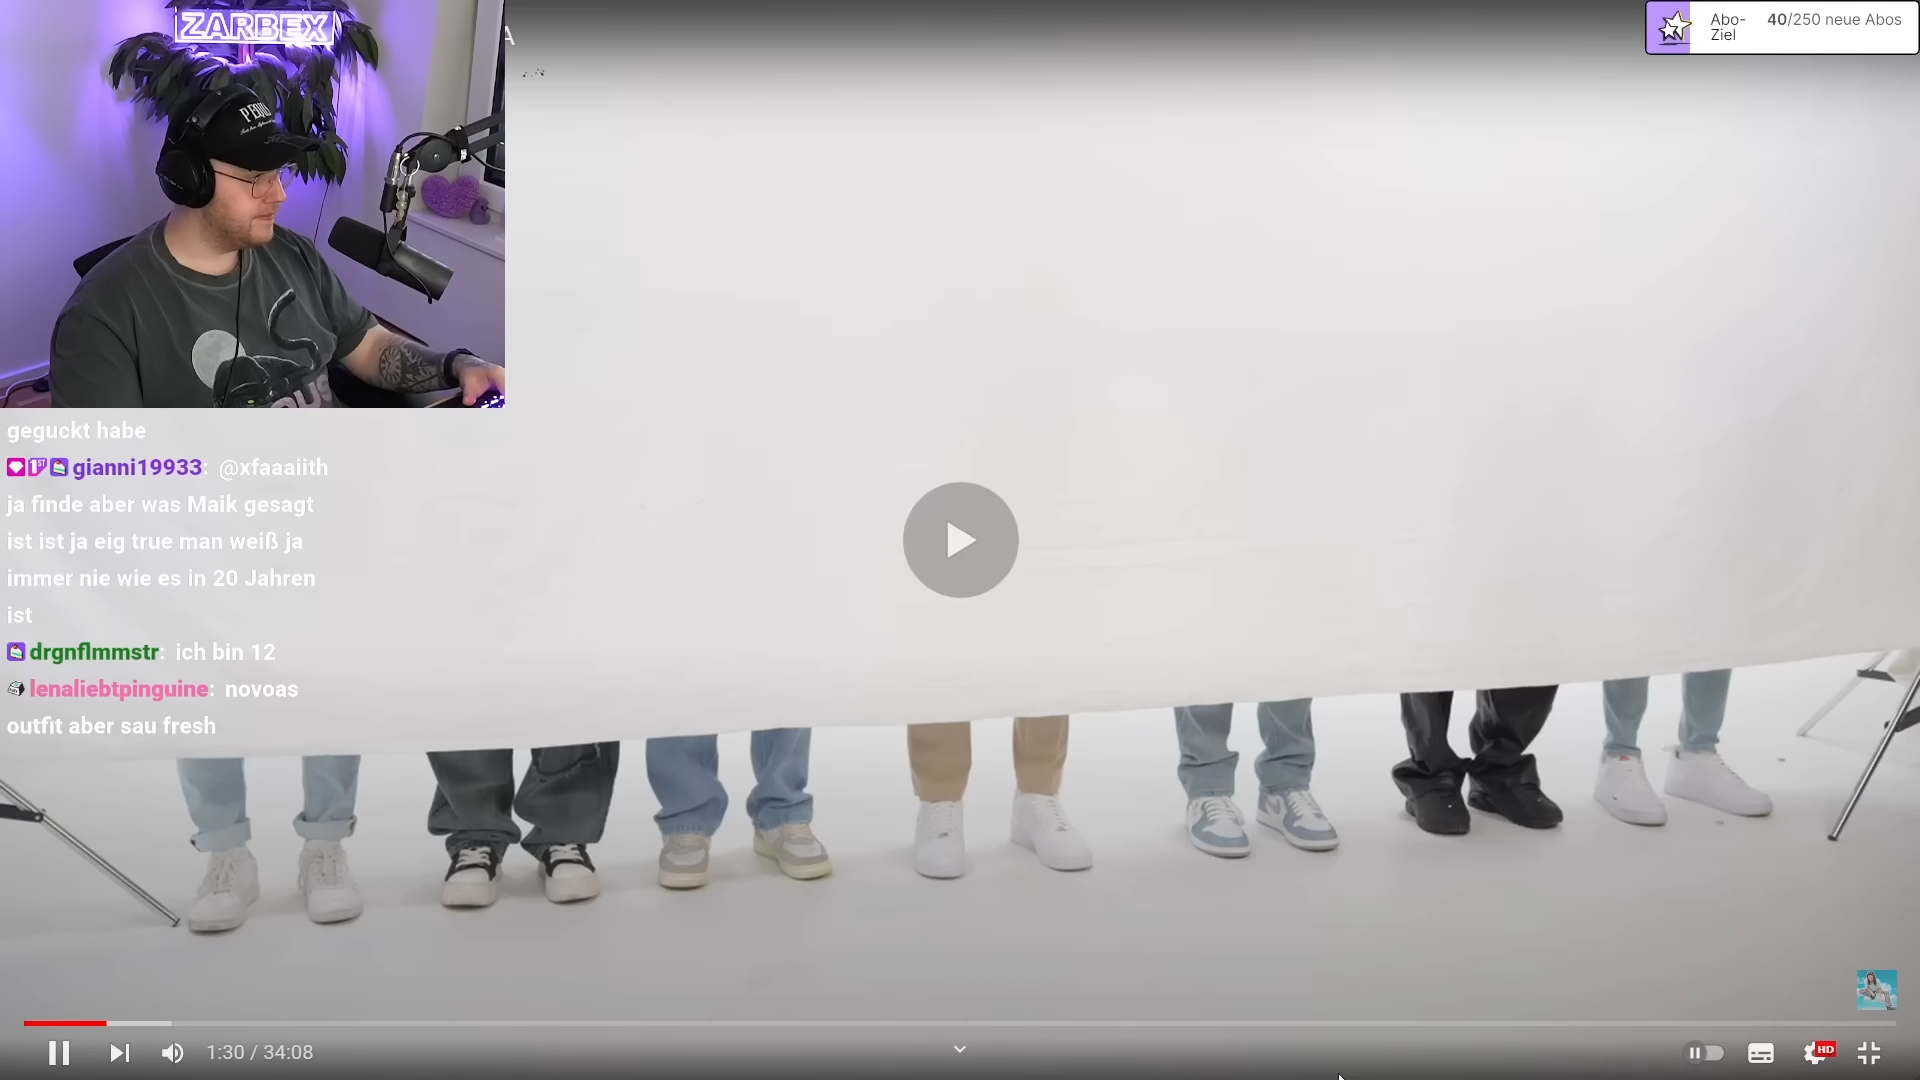 ZARBEX
A
Abo-Ziel
40/250 neue Abos
geguckt habe
gianni19933: @xfaaaiith
ja finde aber was Maik gesagt
ist ist ja eig true man weiß ja
immer nie wie es in 20 Jahren
ist
drgnflmmstr: ich bin 12
lenaliebtpinguine: novoas
outfit aber sau fresh
1:30 / 34:08
HD